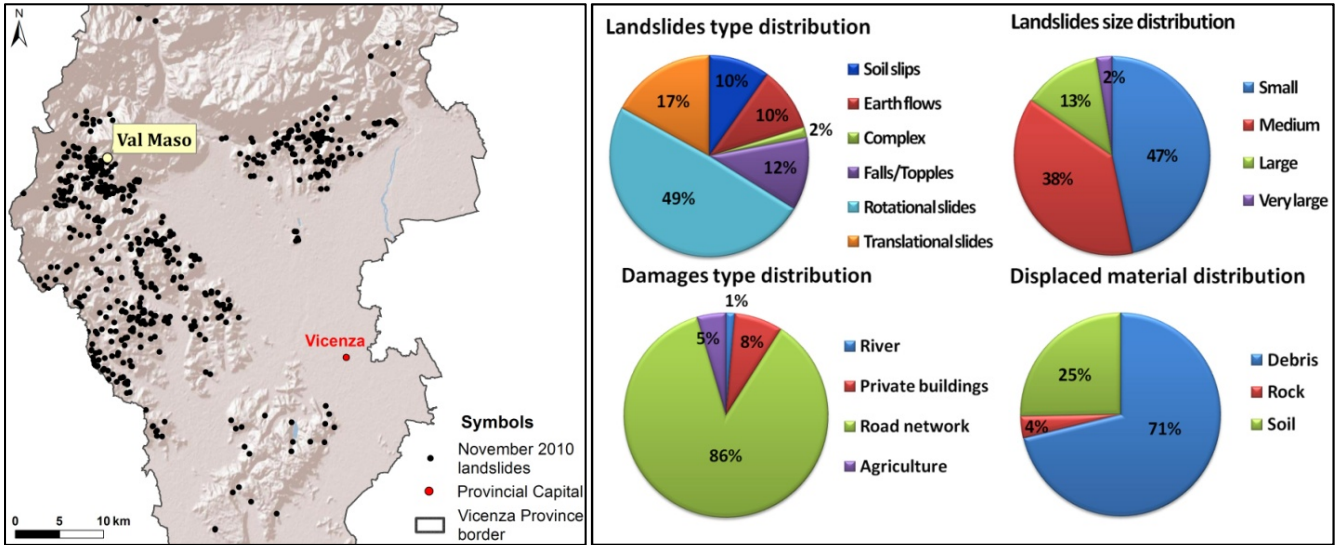 N
Val Maso
Vicenza
Symbols
November 2010
landslides
Provincial Capital
Vicenza Province
border
0 5 10 km
Landslides type distribution
10%
10%
2%
12%
49%
17%
Soil slips
Earth flows
Complex
Falls/Topples
Rotational slides
Translational slides
Landslides size distribution
2%
13%
47%
38%
Small
Medium
Large
Very large
Damages type distribution
1%
5%
8%
86%
River
Private buildings
Road network
Agriculture
Displaced material distribution
25%
4%
71%
Debris
Rock
Soil